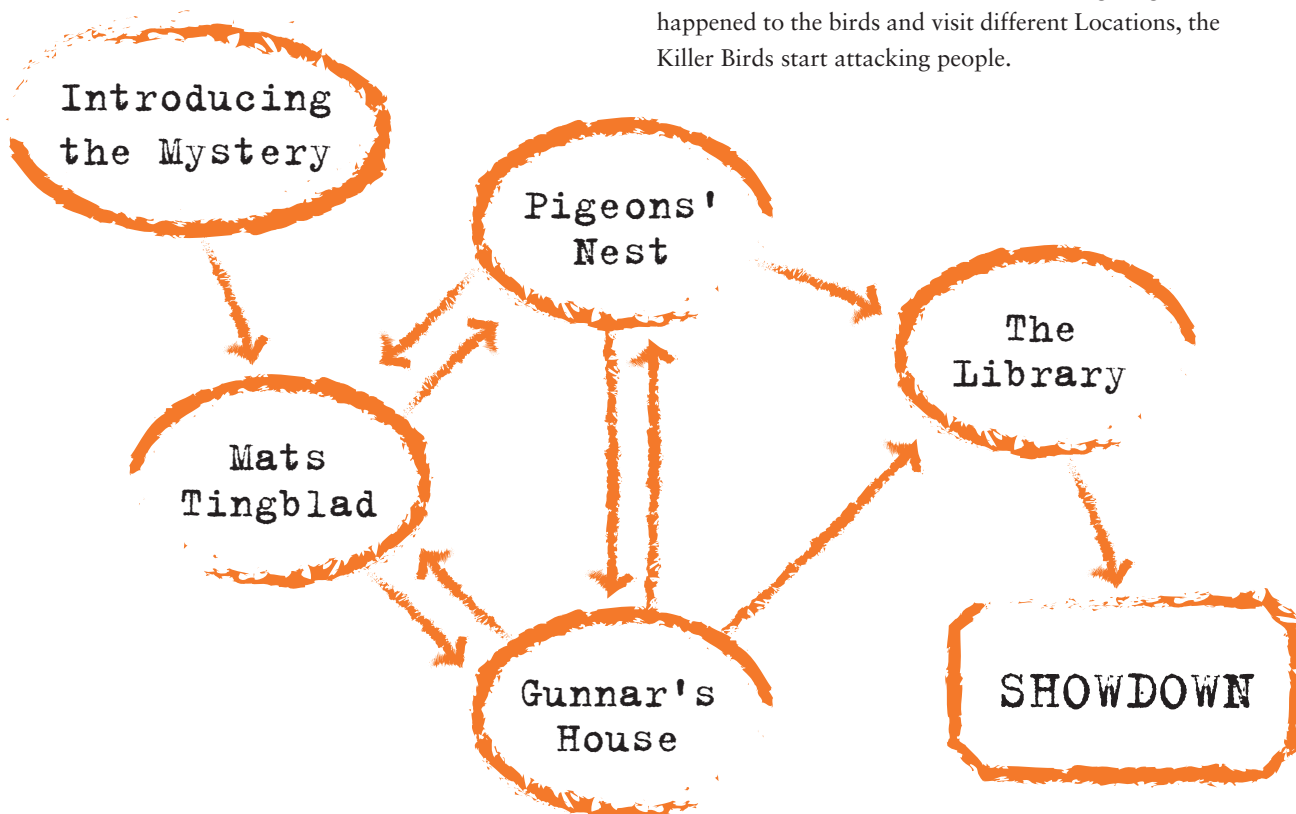 happened to the birds and visit different Locations, the
Killer Birds start attacking people.
Introducing
the Mystery
Pigeons'
Nest
The
Library
Mats
Tingblad
Gunnar's
House
SHOWDOWN